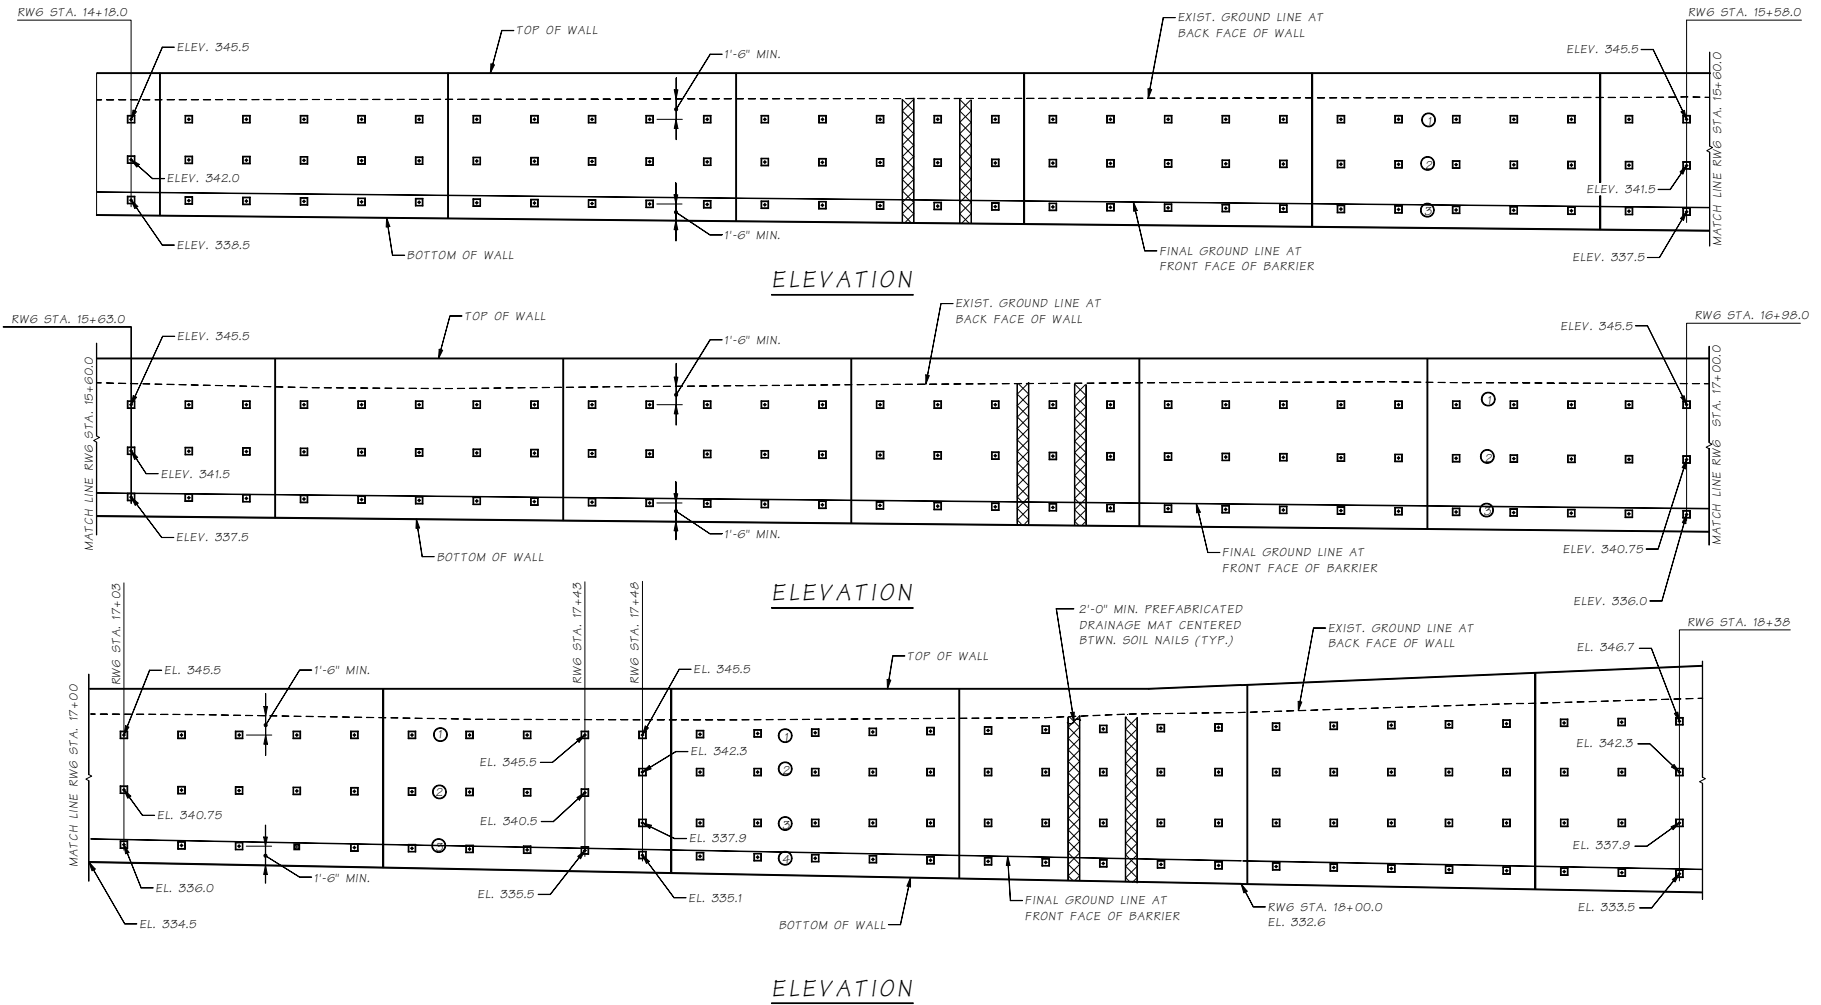 RW6 STA. 14+18.0
RW6 STA. 15+58.0
EXIST. GROUND LINE AT
BACK FACE OF WALL
TOP OF WALL
ELEV. 345.5
1'-6" MIN.
ELEV. 345.5
MATCH LINE RW6 STA. 15+60.0
1
2
3
ELEV. 342.0
ELEV. 341.5
ELEV. 338.5
BOTTOM OF WALL
1'-6" MIN.
FINAL GROUND LINE AT
FRONT FACE OF BARRIER
ELEV. 337.5
ELEVATION
RW6 STA. 15+63.0
TOP OF WALL
EXIST. GROUND LINE AT
BACK FACE OF WALL
RW6 STA. 16+98.0
ELEV. 345.5
1'-6" MIN.
ELEV. 345.5
MATCH LINE RW6 STA. 15+60.0
MATCH LINE RW6 STA. 17+00.0
1
2
3
ELEV. 341.5
ELEV. 337.5
BOTTOM OF WALL
1'-6" MIN.
FINAL GROUND LINE AT
FRONT FACE OF BARRIER
ELEV. 340.75
ELEV. 336.0
ELEVATION
RW6 STA. 17+03
RW6 STA. 17+43
RW6 STA. 17+48
2'-0" MIN. PREFABRICATED
DRAINAGE MAT CENTERED
BTWN. SOIL NAILS (TYP.)
EXIST. GROUND LINE AT
BACK FACE OF WALL
RW6 STA. 18+38
MATCH LINE RW6 STA. 17+00
EL. 345.5
1'-6" MIN.
EL. 345.5
TOP OF WALL
EL. 346.7
1
2
3
1
2
3
4
EL. 345.5
EL. 342.3
EL. 342.3
EL. 340.75
EL. 340.5
EL. 337.9
EL. 337.9
EL. 336.0
1'-6" MIN.
EL. 335.5
EL. 335.1
FINAL GROUND LINE AT
FRONT FACE OF BARRIER
RW6 STA. 18+00.0
EL. 332.6
EL. 333.5
EL. 334.5
BOTTOM OF WALL
ELEVATION